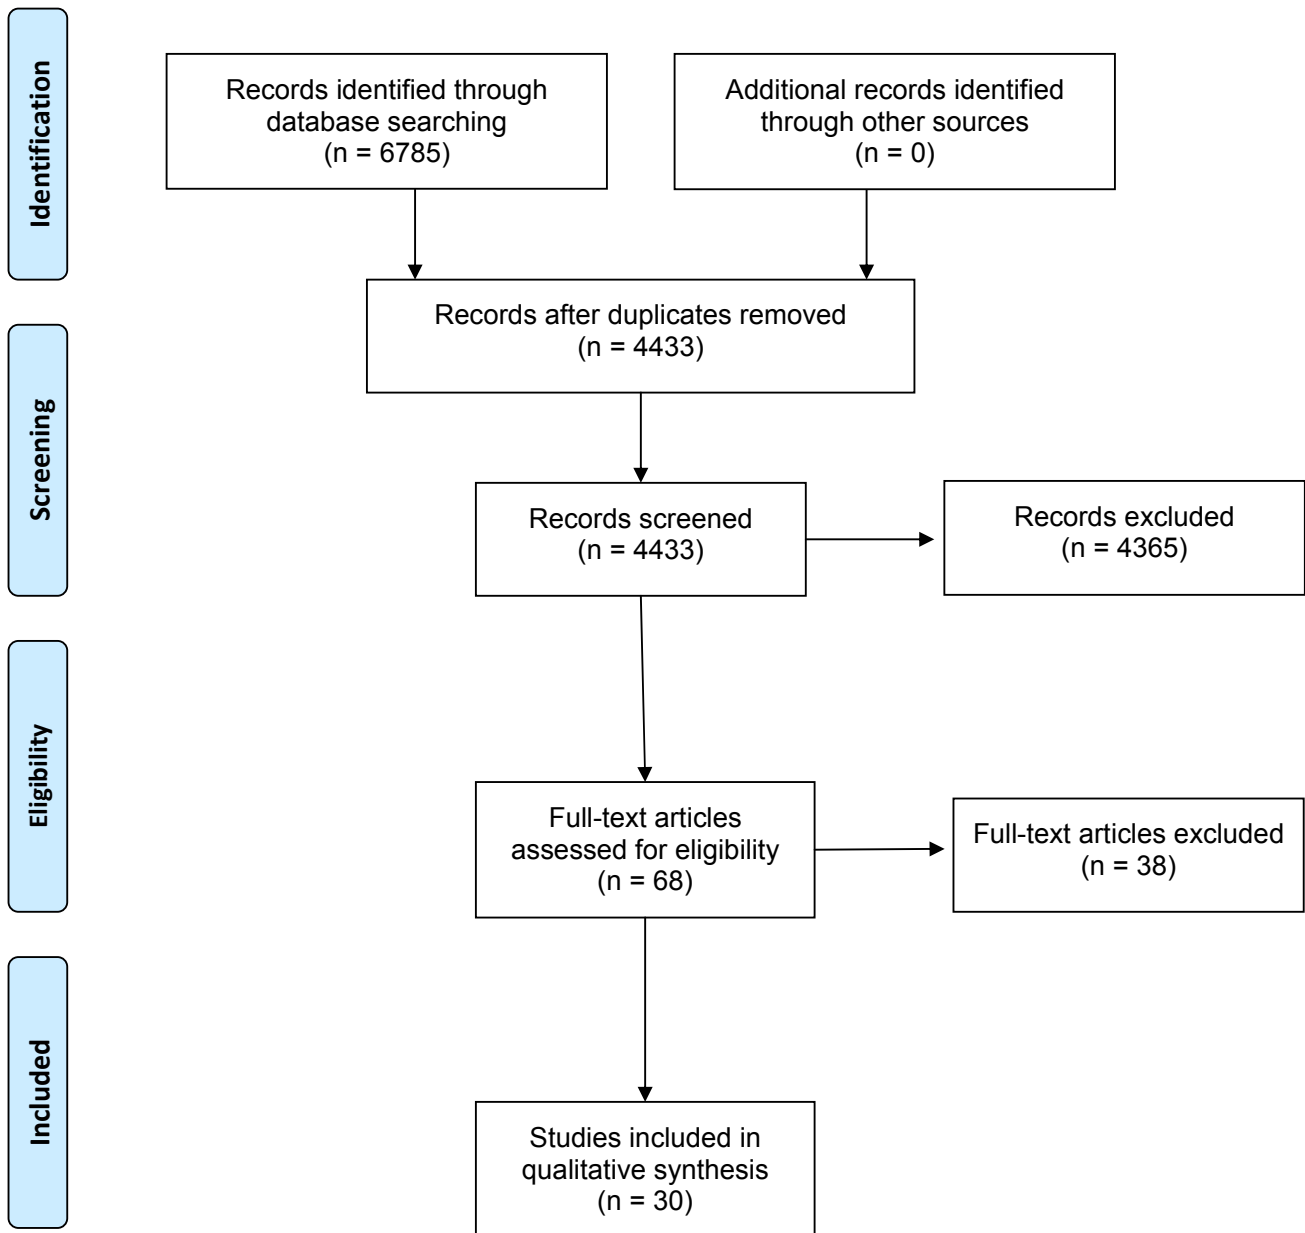 Identification
Records identified through
database searching
(n = 6785)
Additional records identified
through other sources
(n = 0)
Records after duplicates removed
(n = 4433)
Screening
Records screened
(n = 4433)
Records excluded
(n = 4365)
Eligibility
Full-text articles
assessed for eligibility
(n = 68)
Full-text articles excluded
(n = 38)
Included
Studies included in
qualitative synthesis
(n = 30)